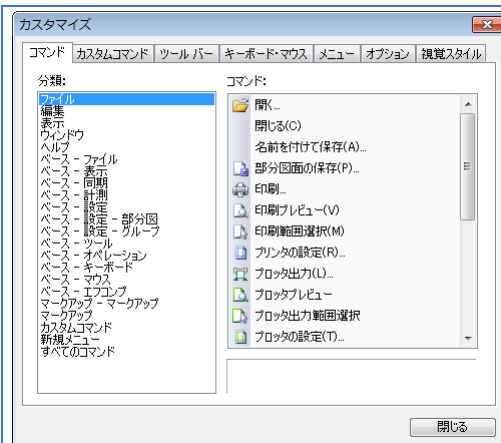 カスタマイズ
コマンド カスタムコマンド ツール バー キーボード・マウス メニュー オプション 視覚スタイル
分類:
ファイル
編集
表示
ウィンドウ
ヘルプ
ベース - ファイル
ベース - 表示
ベース - 同期
ベース - 計測
ベース - 設定
ベース - 設定 - 部分図
ベース - 設定 - グループ
ベース - ツール
ベース - オペレーション
ベース - キーボード
ベース - マウス
ベース - エフコンプ
マークアップ - マークアップ
マークアップ
カスタムコマンド
新規メニュー
すべてのコマンド
コマンド:
開く...
閉じる(C)
名前を付けて保存(A)...
部分図面の保存(P)...
印刷...
印刷プレビュー(V)
印刷範囲選択(M)
プリンタの設定(R)...
プロッタ出力(L)...
プロッタプレビュー
プロッタ出力範囲選択
プロッタの設定(T)...
閉じる